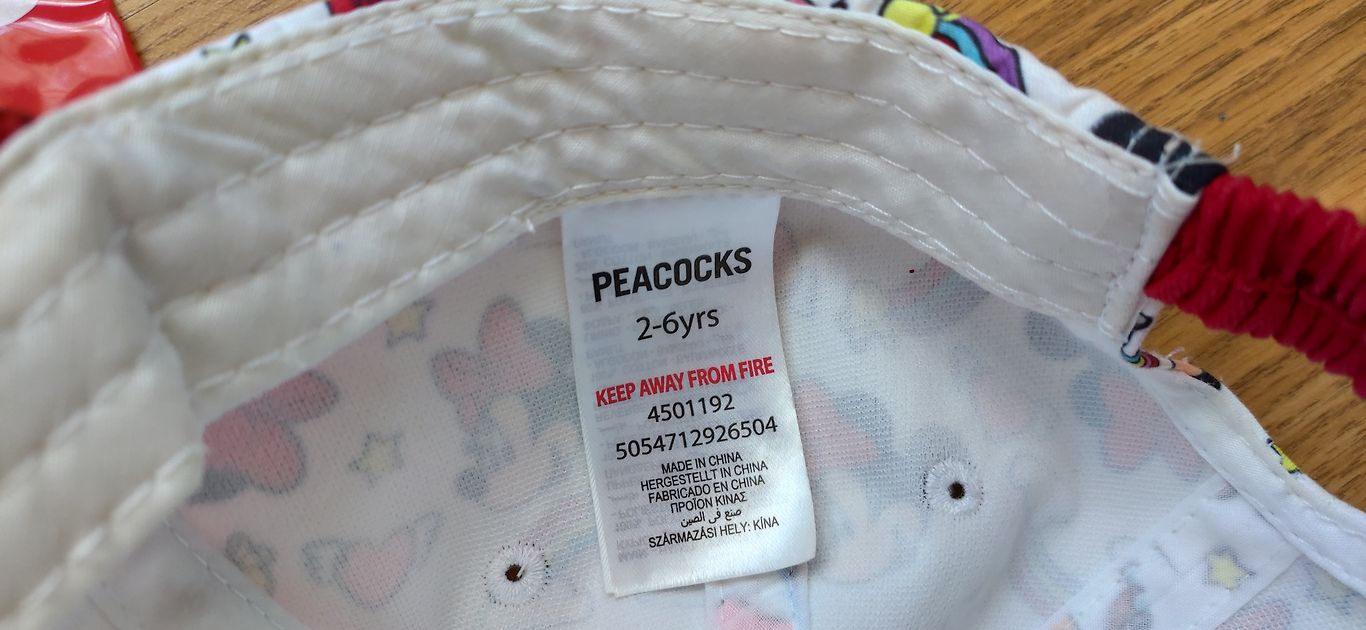 PEACOCKS
2-6yrs
KEEP AWAY FROM FIRE
4501192
5054712926504
MADE IN CHINA
HERGESTELLT IN CHINA
FABRICADO EN CHINA
ΠΡΟΪΟΝ ΚΙΝΑΣ
صنع في الصين
SZÁRMAZÁSI HELY: KÍNA